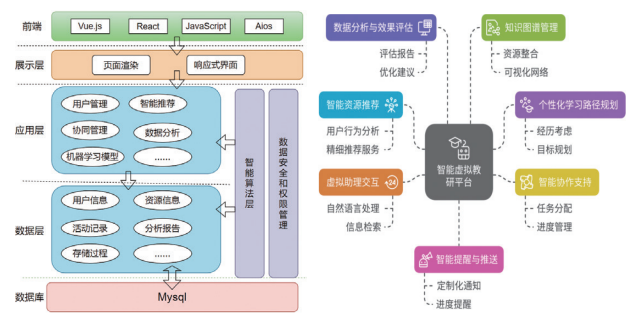 前端
Vue.js
React
JavaScript
Aios
展示层
页面渲染
响应式界面
应用层
用户管理
智能推荐
协同管理
数据分析
机器学习模型
......
智能算法层
数据安全和权限管理
数据层
用户信息
资源信息
活动记录
分析报告
存储过程
......
数据库
Mysql
数据分析与效果评估
评估报告
优化建议
知识图谱管理
资源整合
可视化网络
智能资源推荐
用户行为分析
精细推荐服务
个性化学习路径规划
经历考虑
目标规划
智能虚拟教
研平台
虚拟助理交互
24
自然语言处理
信息检索
智能协作支持
任务分配
进度管理
智能提醒与推送
定制化通知
进度提醒